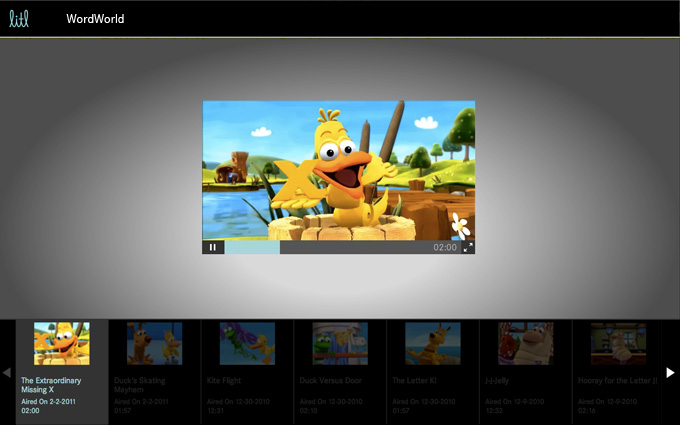 litl
WordWorld
X
02:00
The Extraordinary
Missing X
Aired On 2-2-2011
02:00
Duck's Skating
Mayhem
Aired On 2-2-2011
01:57
Kite Flight
Aired On 12-30-2010
12:31
Duck Versus Door
Aired On 12-30-2010
02:10
The Letter K!
Aired On 12-30-2010
01:57
J-J-Jelly
Aired On 12-9-2010
12:32
Hooray for the Letter J!
Aired On 12-9-2010
02:16